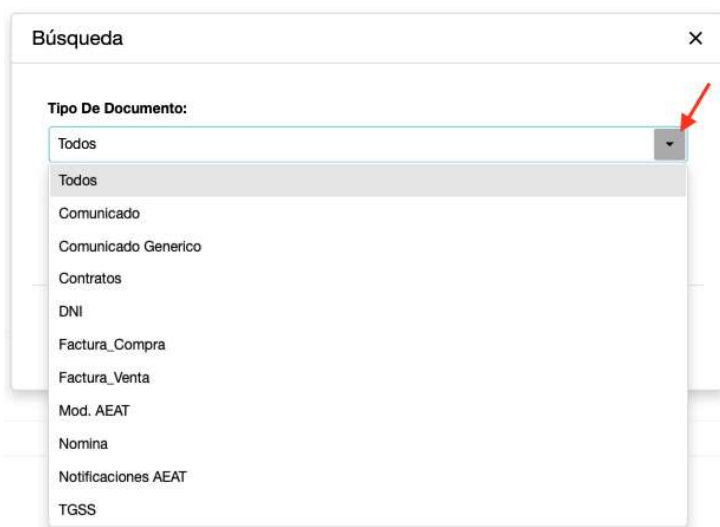 Búsqueda
Tipo De Documento:
Todos
Todos
Comunicado
Comunicado Generico
Contratos
DNI
Factura_Compra
Factura_Venta
Mod. AEAT
Nomina
Notificaciones AEAT
TGSS